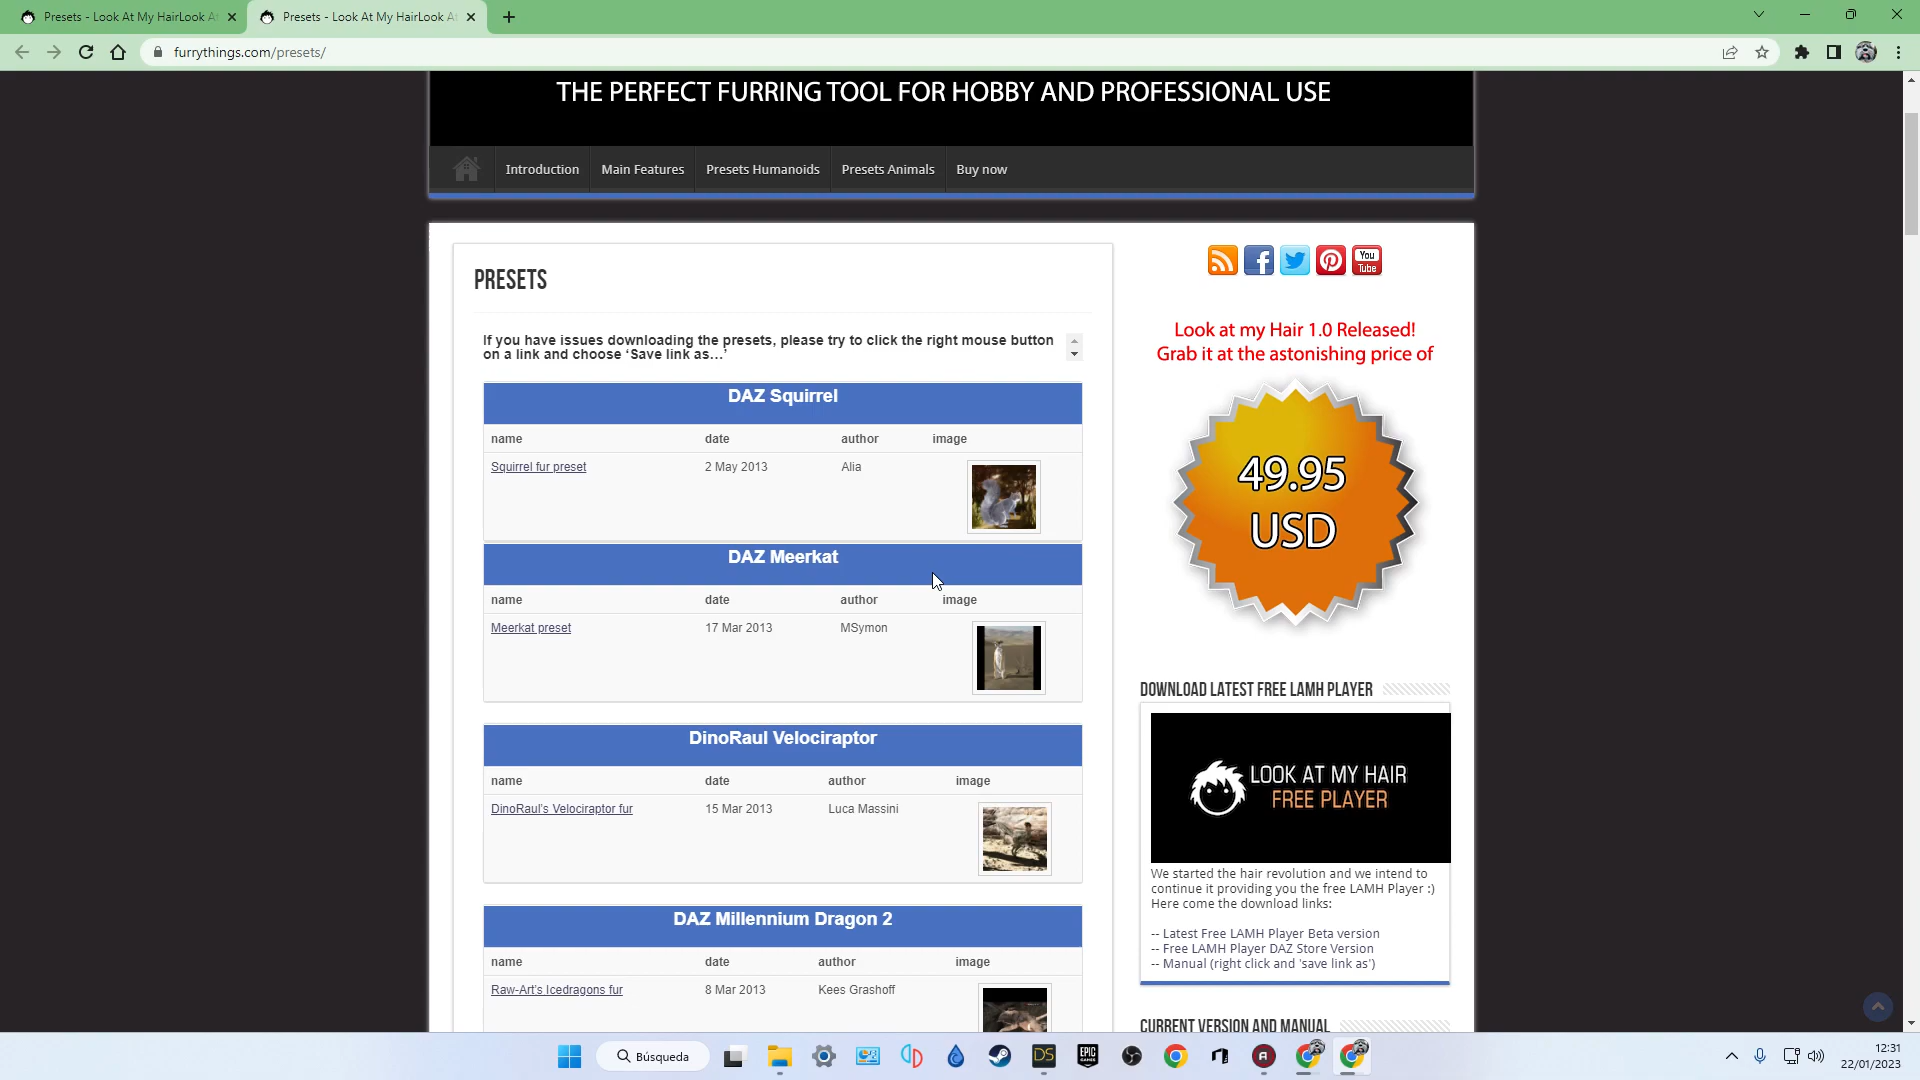 Presets - Look At My HairLook At
Presets - Look At My HairLook At
furrythings.com/presets/
THE PERFECT FURRING TOOL FOR HOBBY AND PROFESSIONAL USE
Introduction
Main Features
Presets Humanoids
Presets Animals
Buy now
PRESETS
If you have issues downloading the presets, please try to click the right mouse button
on a link and choose ‘Save link as…’
DAZ Squirrel
name date author image
Squirrel fur preset 2 May 2013 Alia
DAZ Meerkat
name date author image
Meerkat preset 17 Mar 2013 MSymon
DinoRaul Velociraptor
name date author image
DinoRaul's Velociraptor fur 15 Mar 2013 Luca Massini
DAZ Millennium Dragon 2
name date author image
Raw-Art's Icedragons fur 8 Mar 2013 Kees Grashoff
You
Tube
Look at my Hair 1.0 Released!
Grab it at the astonishing price of
49.95
USD
DOWNLOAD LATEST FREE LAMH PLAYER
LOOK AT MY HAIR
FREE PLAYER
We started the hair revolution and we intend to
continue it providing you the free LAMH Player :)
Here come the download links:
-- Latest Free LAMH Player Beta version
-- Free LAMH Player DAZ Store Version
-- Manual (right click and 'save link as')
CURRENT VERSION AND MANUAL
Búsqueda
DS
EPIC
GAMES
12:31
22/01/2023